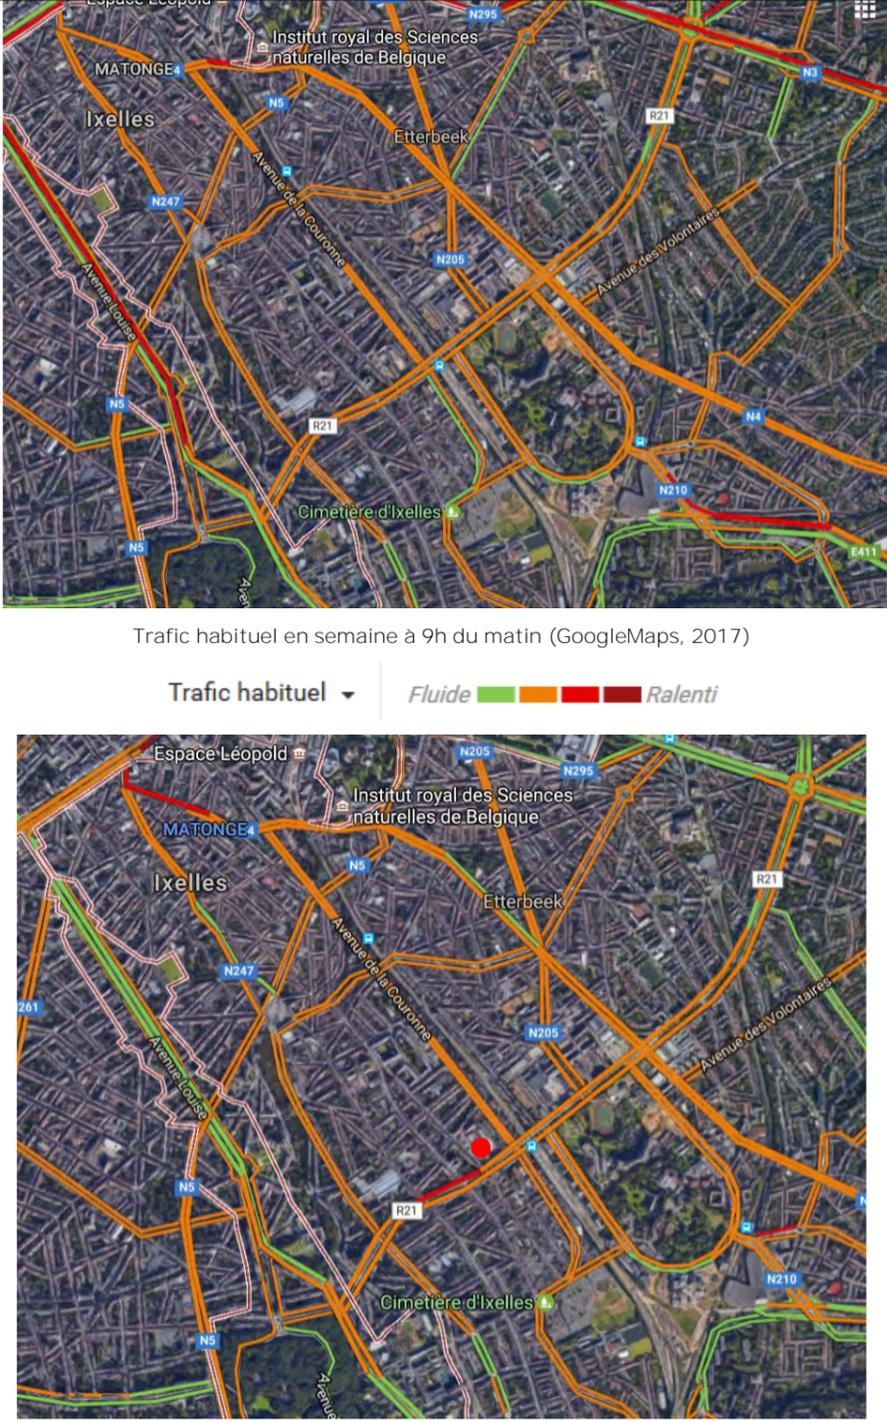 Espace Léopold
N295
Institut royal des Sciences
naturelles de Belgique
MATONGE4
N3
N5
R21
Ixelles
Etterbeek
Avenue de la Couronne
N247
Avenue des Volontaires
N205
Avenue Louise
N5
N4
R21
N210
Cimetière d'Ixelles
N5
E411
Aven
Trafic habituel en semaine à 9h du matin (GoogleMaps, 2017)
Trafic habituel
Fluide Ralenti
Espace Léopold
N205
N295
Institut royal des Sciences
naturelles de Belgique
MATONGE4
N5
R21
Ixelles
Etterbeek
Avenue de la Couronne
N247
Avenue des Volontaires
261
N205
Avenue Louise
N5
N
R21
N210
Cimetière d'Ixelles
N5
Avenue